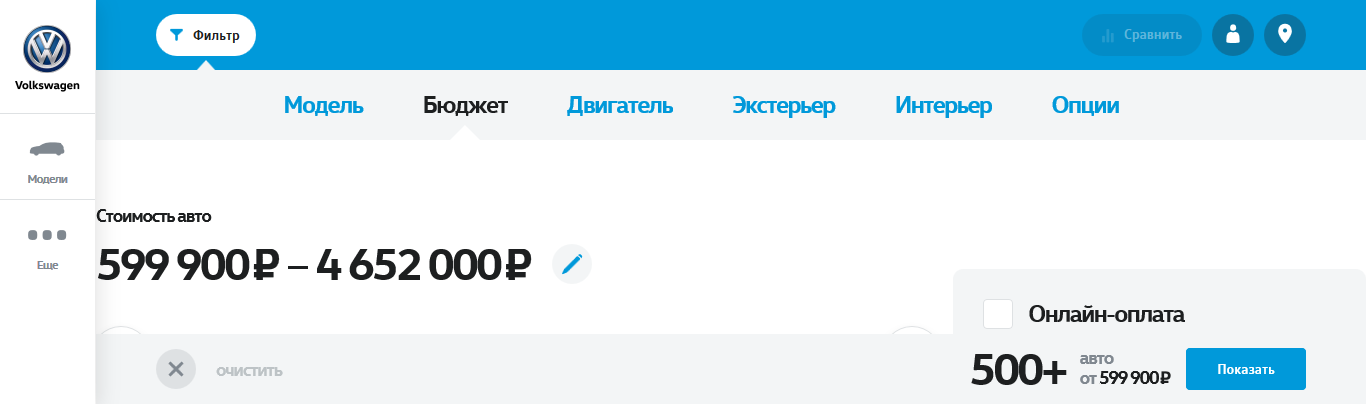 Volkswagen
Модели
Еще
Фильтр
Сравнить
Модель Бюджет Двигатель Экстерьер Интерьер Опции
Стоимость авто
599 900 ₽ – 4 652 000 ₽
Онлайн-оплата
очистить
500+ авто от 599 900 ₽
Показать